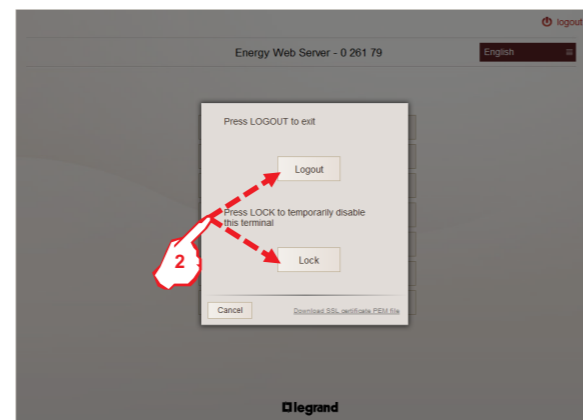 logout
Energy Web Server - 0 261 79
English
Press LOGOUT to exit
Logout
Press LOCK to temporarily disable
this terminal
2
Lock
Cancel
Download SSL certificate PEM file
legrand